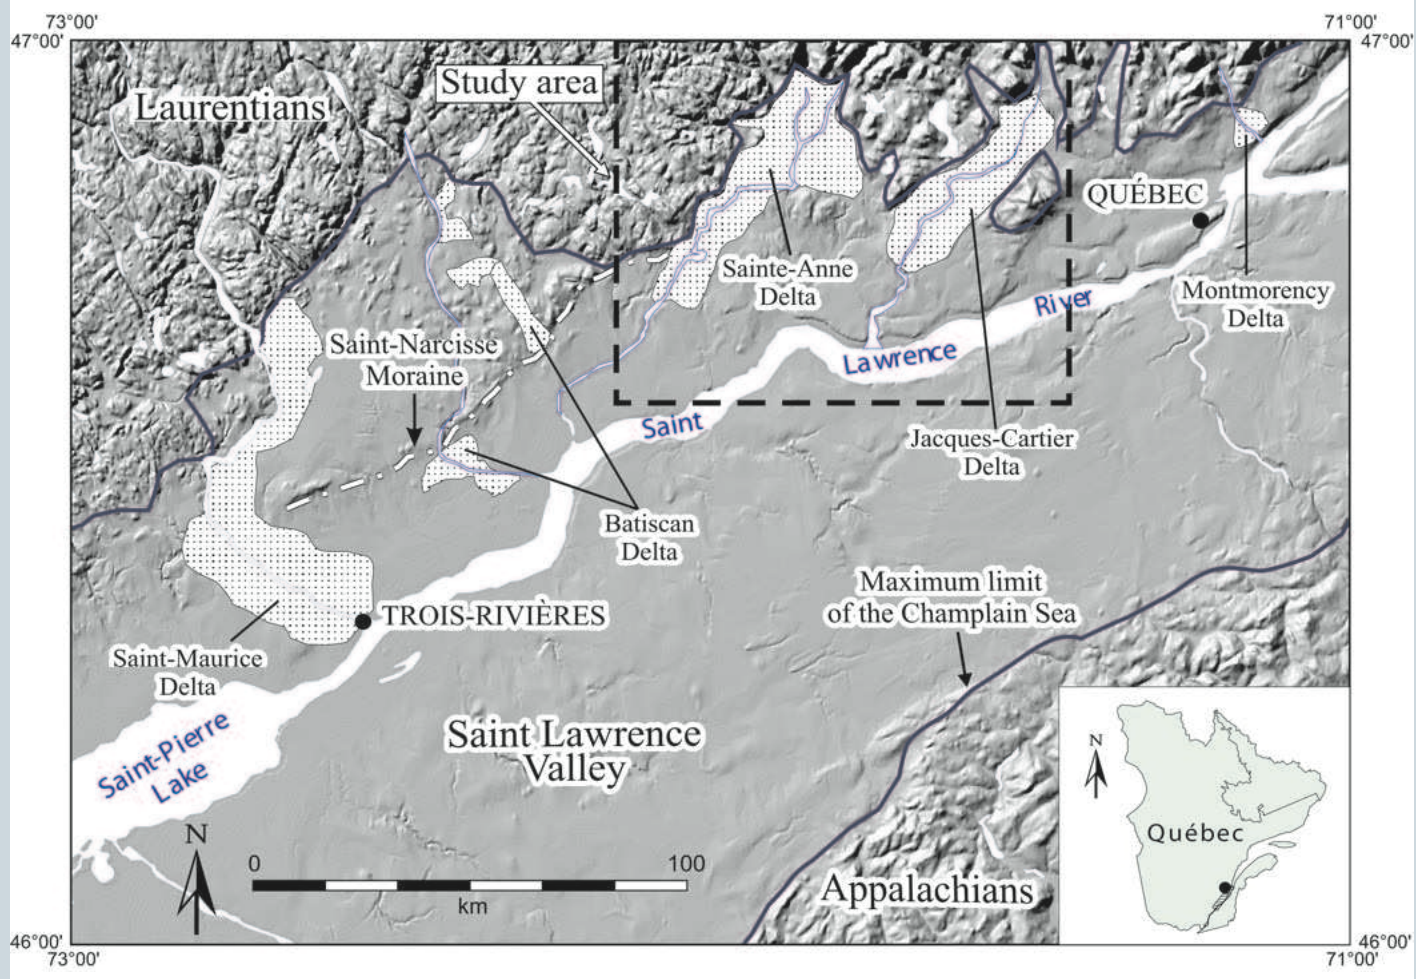 73°00'
71°00'
47°00'
47°00'
Study area
Laurentians
QUÉBEC
Sainte-Anne
Delta
Montmorency
Delta
River
Saint-Narcisse
Moraine
Lawrence
Saint
Jacques-Cartier
Delta
Batiscan
Delta
Maximum limit
of the Champlain Sea
TROIS-RIVIÈRES
Saint-Maurice
Delta
Saint-Pierre
Lake
Saint Lawrence
Valley
N
Québec
N
0
100
km
Appalachians
46°00'
46°00'
73°00'
71°00'